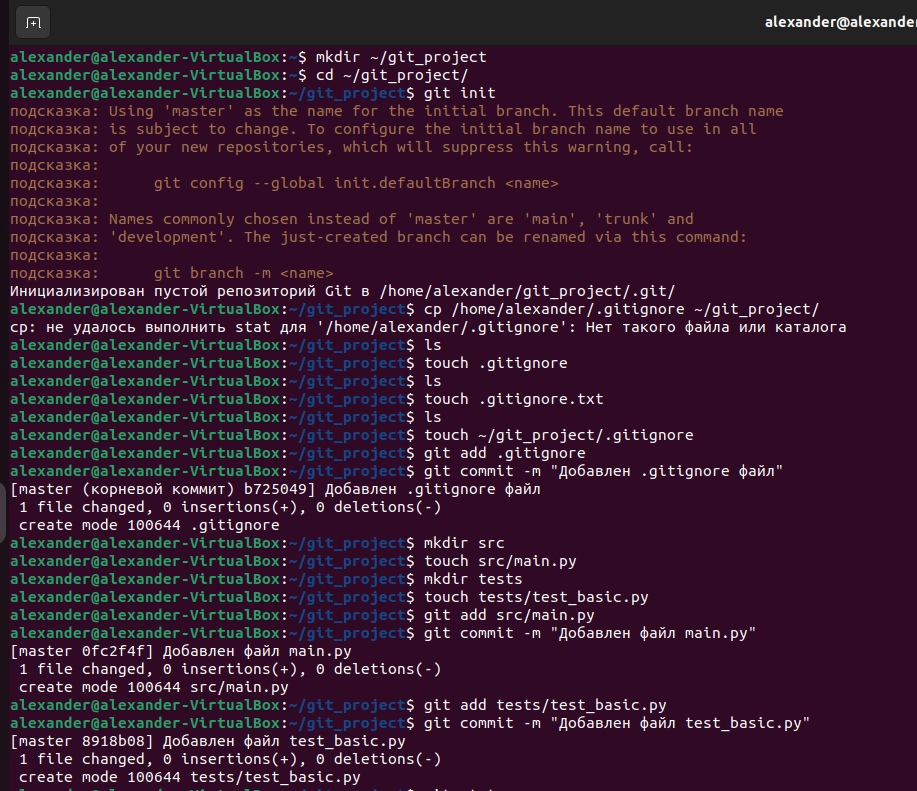 alexander@alexander
alexander@alexander-VirtualBox:~$ mkdir ~/git_project
alexander@alexander-VirtualBox:~$ cd ~/git_project/
alexander@alexander-VirtualBox:~/git_project$ git init
подсказка: Using 'master' as the name for the initial branch. This default branch name
подсказка: is subject to change. To configure the initial branch name to use in all
подсказка: of your new repositories, which will suppress this warning, call:
подсказка:
подсказка:      git config --global init.defaultBranch <name>
подсказка:
подсказка: Names commonly chosen instead of 'master' are 'main', 'trunk' and
подсказка: 'development'. The just-created branch can be renamed via this command:
подсказка:
подсказка:      git branch -m <name>
Инициализирован пустой репозиторий Git в /home/alexander/git_project/.git/
alexander@alexander-VirtualBox:~/git_project$ cp /home/alexander/.gitignore ~/git_project/
cp: не удалось выполнить stat для '/home/alexander/.gitignore': Нет такого файла или каталога
alexander@alexander-VirtualBox:~/git_project$ ls
alexander@alexander-VirtualBox:~/git_project$ touch .gitignore
alexander@alexander-VirtualBox:~/git_project$ ls
alexander@alexander-VirtualBox:~/git_project$ touch .gitignore.txt
alexander@alexander-VirtualBox:~/git_project$ ls
alexander@alexander-VirtualBox:~/git_project$ touch ~/git_project/.gitignore
alexander@alexander-VirtualBox:~/git_project$ git add .gitignore
alexander@alexander-VirtualBox:~/git_project$ git commit -m "Добавлен .gitignore файл"
[master (корневой коммит) b725049] Добавлен .gitignore файл
 1 file changed, 0 insertions(+), 0 deletions(-)
 create mode 100644 .gitignore
alexander@alexander-VirtualBox:~/git_project$ mkdir src
alexander@alexander-VirtualBox:~/git_project$ touch src/main.py
alexander@alexander-VirtualBox:~/git_project$ mkdir tests
alexander@alexander-VirtualBox:~/git_project$ touch tests/test_basic.py
alexander@alexander-VirtualBox:~/git_project$ git add src/main.py
alexander@alexander-VirtualBox:~/git_project$ git commit -m "Добавлен файл main.py"
[master 0fc2f4f] Добавлен файл main.py
 1 file changed, 0 insertions(+), 0 deletions(-)
 create mode 100644 src/main.py
alexander@alexander-VirtualBox:~/git_project$ git add tests/test_basic.py
alexander@alexander-VirtualBox:~/git_project$ git commit -m "Добавлен файл test_basic.py"
[master 8918b08] Добавлен файл test_basic.py
 1 file changed, 0 insertions(+), 0 deletions(-)
 create mode 100644 tests/test_basic.py